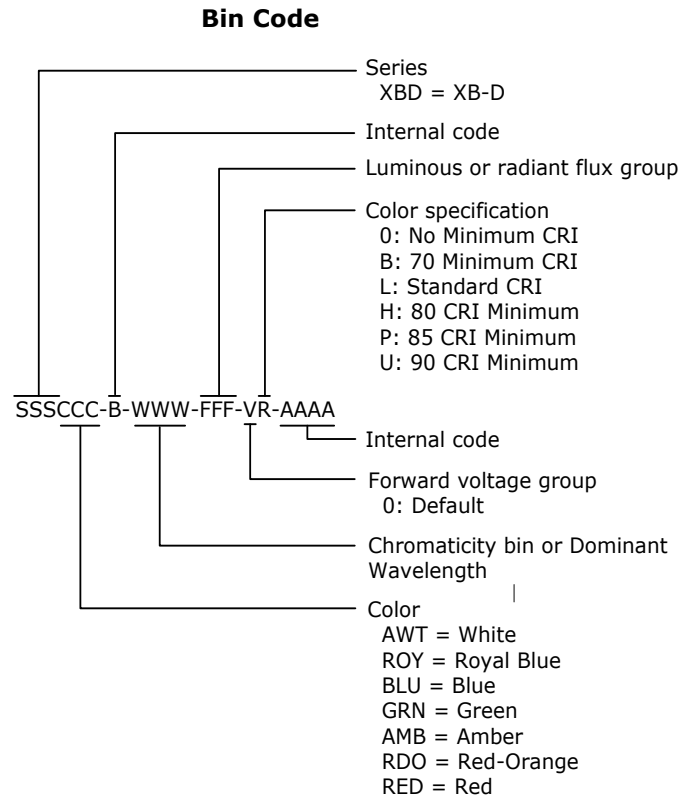 Bin Code
Series
XBD = XB-D
Internal code
Luminous or radiant flux group
Color specification
0: No Minimum CRI
B: 70 Minimum CRI
L: Standard CRI
H: 80 CRI Minimum
P: 85 CRI Minimum
U: 90 CRI Minimum
SSSCCC-B-WWW-FFF-VR-AAAA
Internal code
Forward voltage group
0: Default
Chromaticity bin or Dominant
Wavelength
Color
AWT = White
ROY = Royal Blue
BLU = Blue
GRN = Green
AMB = Amber
RDO = Red-Orange
RED = Red